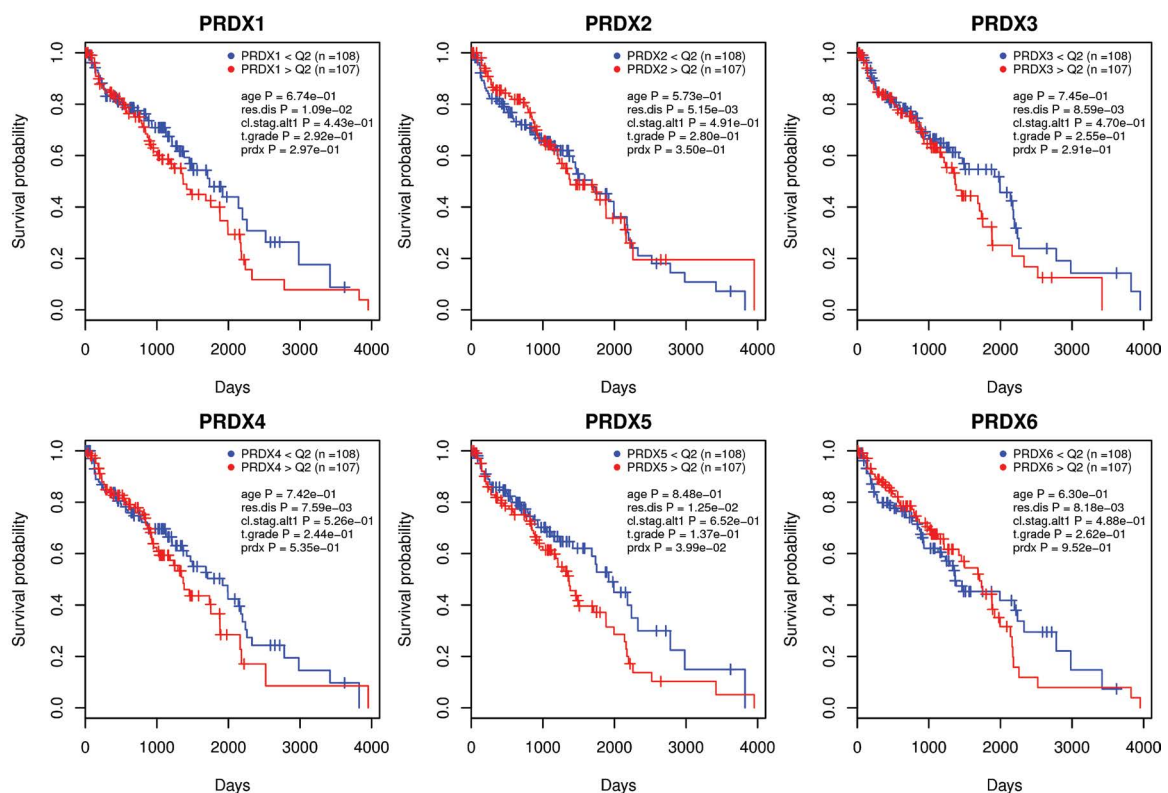 PRDX1
PRDX1 < Q2 (n =108)
PRDX1 > Q2 (n =107)
age P = 6.74e−01
res.dis P = 1.09e−02
cl.stag.alt1 P = 4.43e−01
t.grade P = 2.92e−01
prdx P = 2.97e−01
Survival probability
0.0 0.2 0.4 0.6 0.8 1.0
0 1000 2000 3000 4000
Days
PRDX2
PRDX2 < Q2 (n =108)
PRDX2 > Q2 (n =107)
age P = 5.73e−01
res.dis P = 5.15e−03
cl.stag.alt1 P = 4.91e−01
t.grade P = 2.80e−01
prdx P = 3.50e−01
Survival probability
0.0 0.2 0.4 0.6 0.8 1.0
0 1000 2000 3000 4000
Days
PRDX3
PRDX3 < Q2 (n =108)
PRDX3 > Q2 (n =107)
age P = 7.45e−01
res.dis P = 8.59e−03
cl.stag.alt1 P = 4.70e−01
t.grade P = 2.55e−01
prdx P = 2.91e−01
Survival probability
0.0 0.2 0.4 0.6 0.8 1.0
0 1000 2000 3000 4000
Days
PRDX4
PRDX4 < Q2 (n =108)
PRDX4 > Q2 (n =107)
age P = 7.42e−01
res.dis P = 7.59e−03
cl.stag.alt1 P = 5.26e−01
t.grade P = 2.44e−01
prdx P = 5.35e−01
Survival probability
0.0 0.2 0.4 0.6 0.8 1.0
0 1000 2000 3000 4000
Days
PRDX5
PRDX5 < Q2 (n =108)
PRDX5 > Q2 (n =107)
age P = 8.48e−01
res.dis P = 1.25e−02
cl.stag.alt1 P = 6.52e−01
t.grade P = 1.37e−01
prdx P = 3.99e−02
Survival probability
0.0 0.2 0.4 0.6 0.8 1.0
0 1000 2000 3000 4000
Days
PRDX6
PRDX6 < Q2 (n =108)
PRDX6 > Q2 (n =107)
age P = 6.30e−01
res.dis P = 8.18e−03
cl.stag.alt1 P = 4.88e−01
t.grade P = 2.62e−01
prdx P = 9.52e−01
Survival probability
0.0 0.2 0.4 0.6 0.8 1.0
0 1000 2000 3000 4000
Days